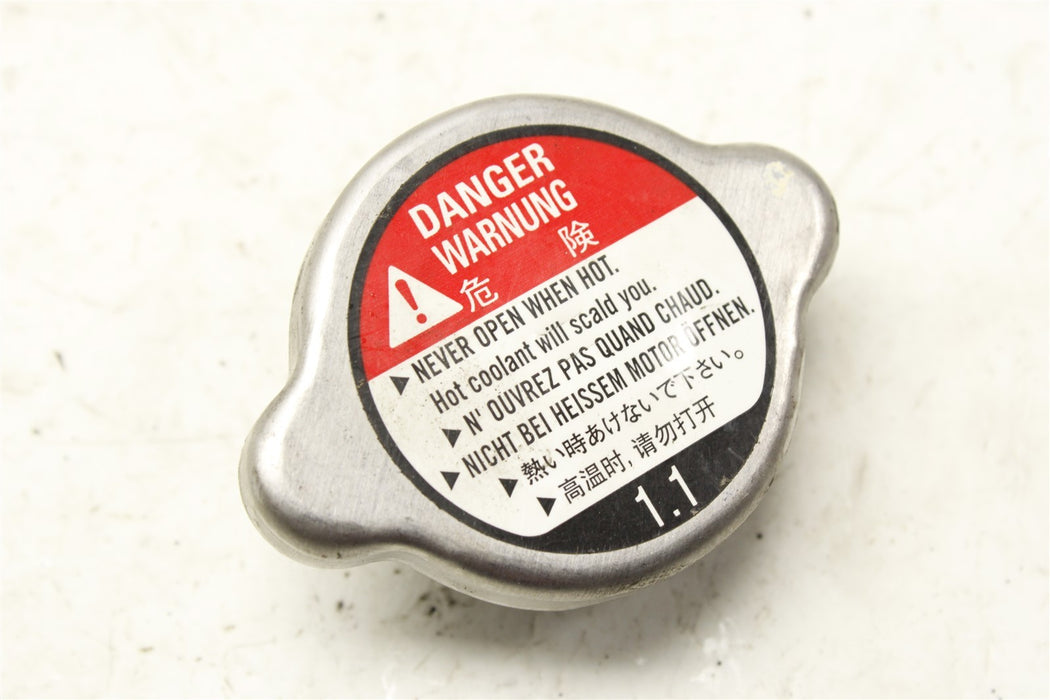 DANGER
WARNUNG
危 険
▶NEVER OPEN WHEN HOT.
Hot coolant will scald you.
▶N' OUVREZ PAS QUAND CHAUD.
▶NICHT BEI HEISSEM MOTOR ÖFFNEN.
▶熱い時あけないで下さい。
▶高温时, 请勿打开
1.1